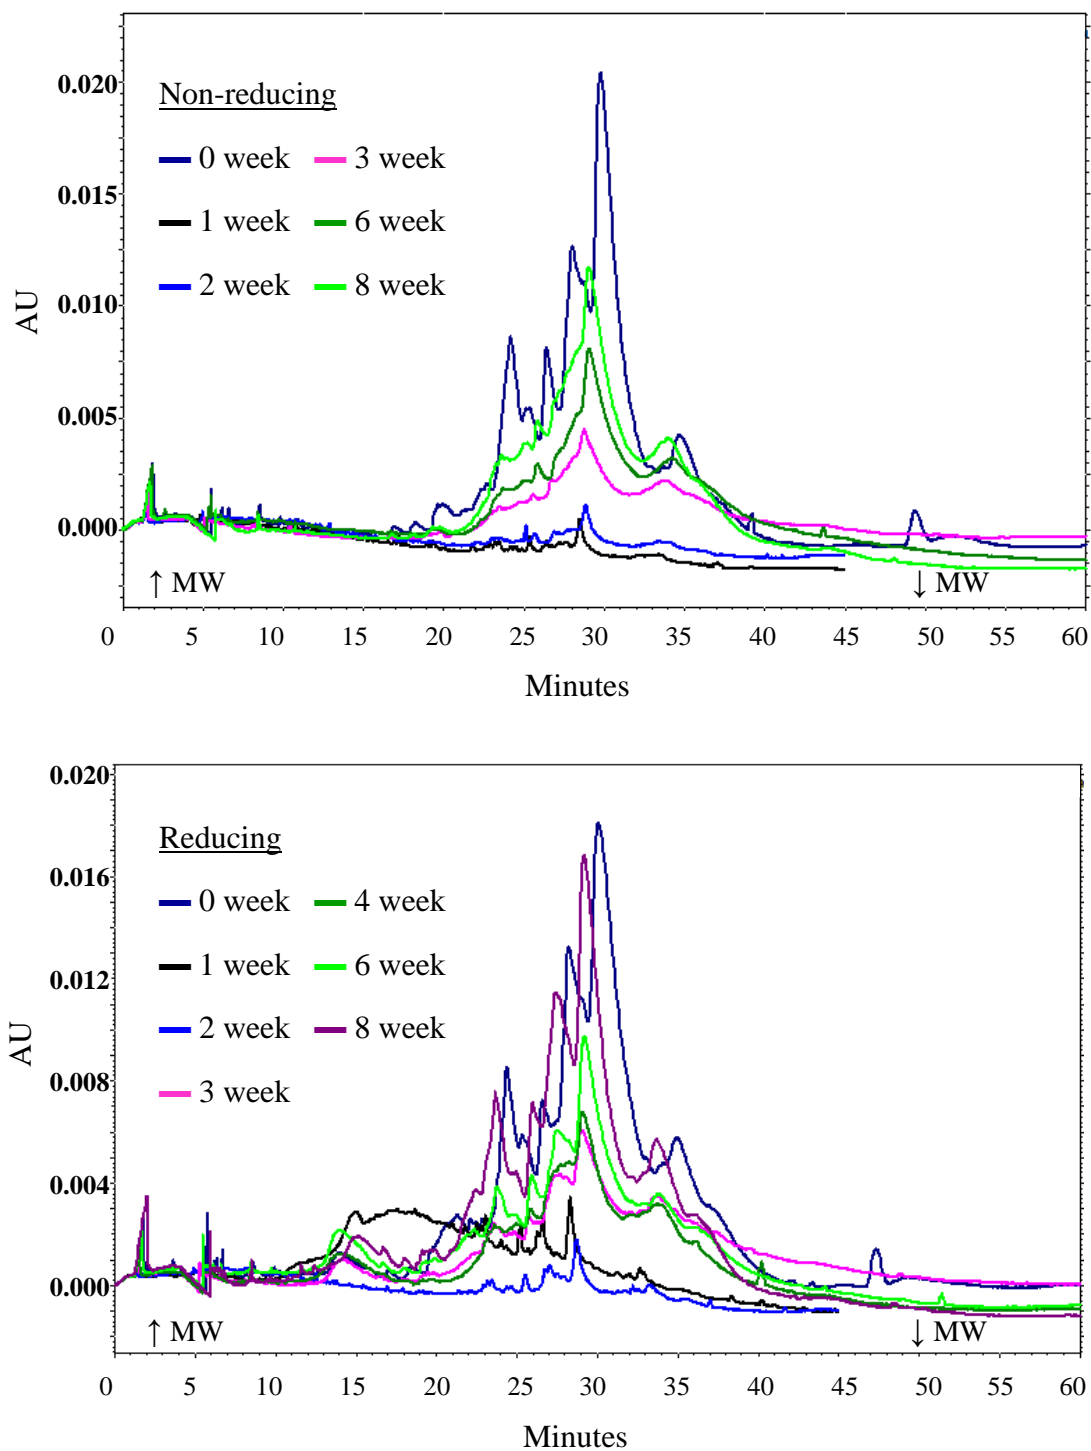 0.020
Non-reducing
0 week 3 week
0.015
1 week 6 week
2 week 8 week
0.010
AU
0.005
0.000
↑ MW ↓ MW
0 5 10 15 20 25 30 35 40 45 50 55 60
Minutes
0.020
Reducing
0.016
0 week 4 week
1 week 6 week
0.012
2 week 8 week
AU
0.008
3 week
0.004
0.000
↑ MW ↓ MW
0 5 10 15 20 25 30 35 40 45 50 55 60
Minutes